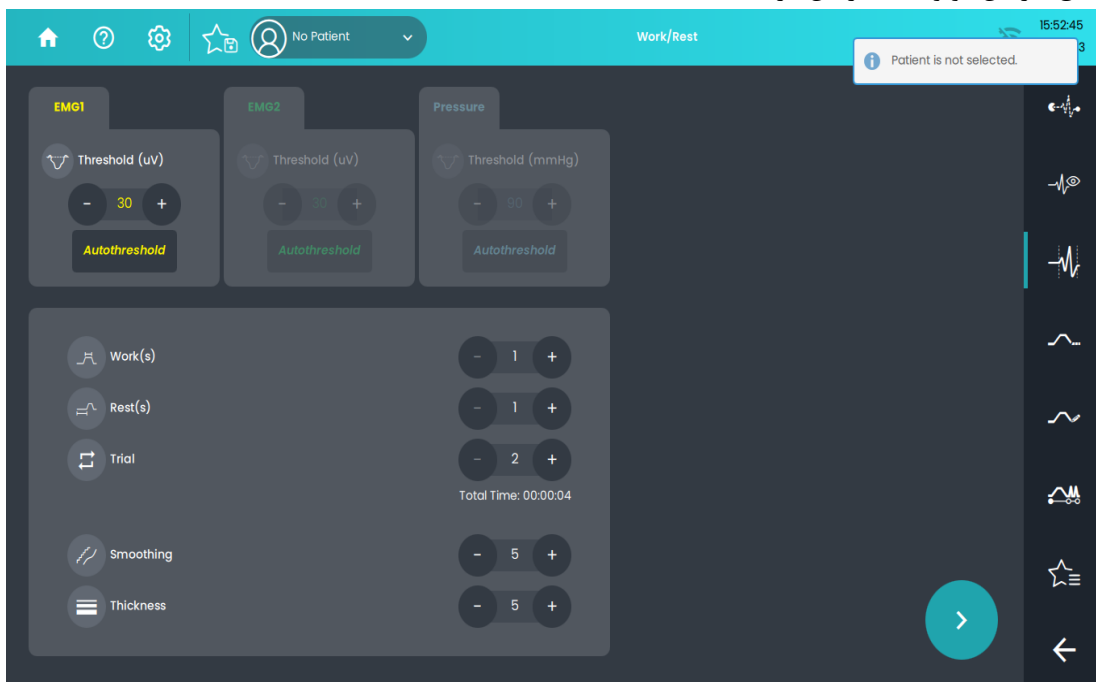 No Patient
Work/Rest
15:52:45
3
Patient is not selected.
EMG1
EMG2
Pressure
Threshold (uV)
Threshold (uV)
Threshold (mmHg)
- 30 +
- 30 +
- 90 +
Autothreshold
Autothreshold
Autothreshold
Work(s)
- 1 +
Rest(s)
- 1 +
Trial
- 2 +
Total Time: 00:00:04
Smoothing
- 5 +
Thickness
- 5 +